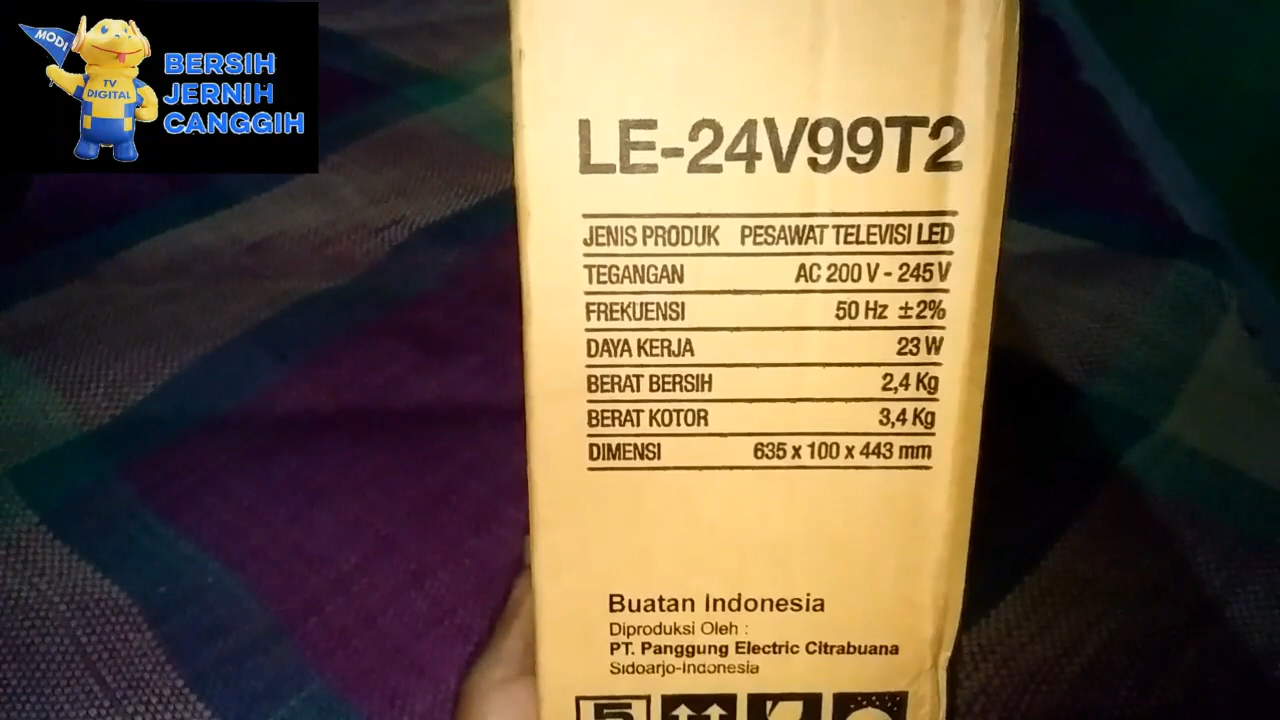 MODI
TV
DIGITAL
BERSIH
JERNIH
CANGGIH
LE-24V99T2
JENIS PRODUK PESAWAT TELEVISI LED
TEGANGAN AC 200 V - 245 V
FREKUENSI 50 Hz ±2%
DAYA KERJA 23 W
BERAT BERSIH 2,4 Kg
BERAT KOTOR 3,4 Kg
DIMENSI 635 x 100 x 443 mm
Buatan Indonesia
Diproduksi Oleh :
PT. Panggung Electric Citrabuana
Sidoarjo-Indonesia